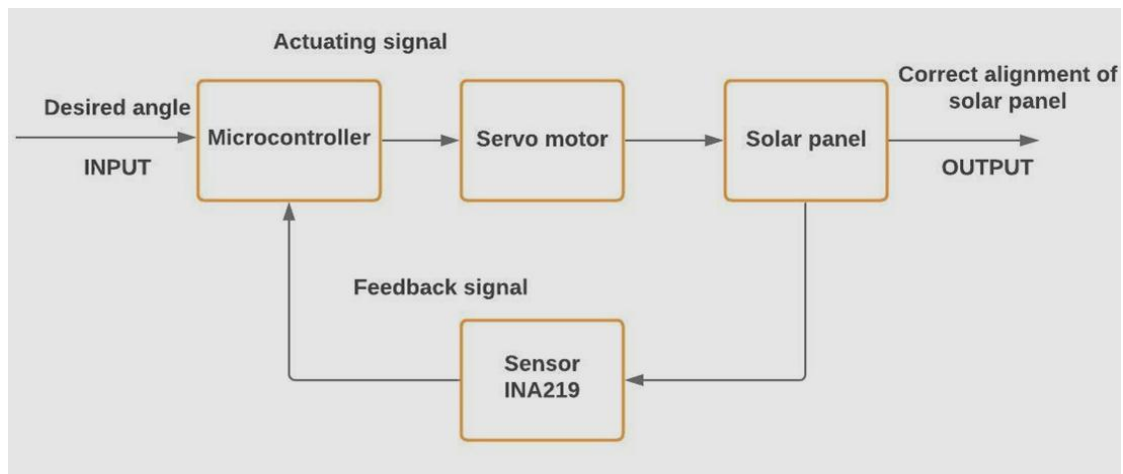 Actuating signal
Correct alignment of
solar panel
Desired angle
Microcontroller
Servo motor
Solar panel
INPUT
OUTPUT
Feedback signal
Sensor
INA219